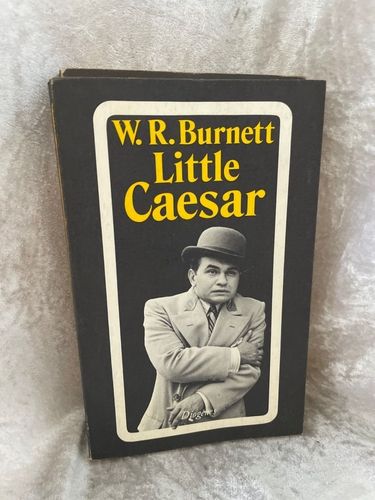 W. R. Burnett
Little
Caesar
Diogenes